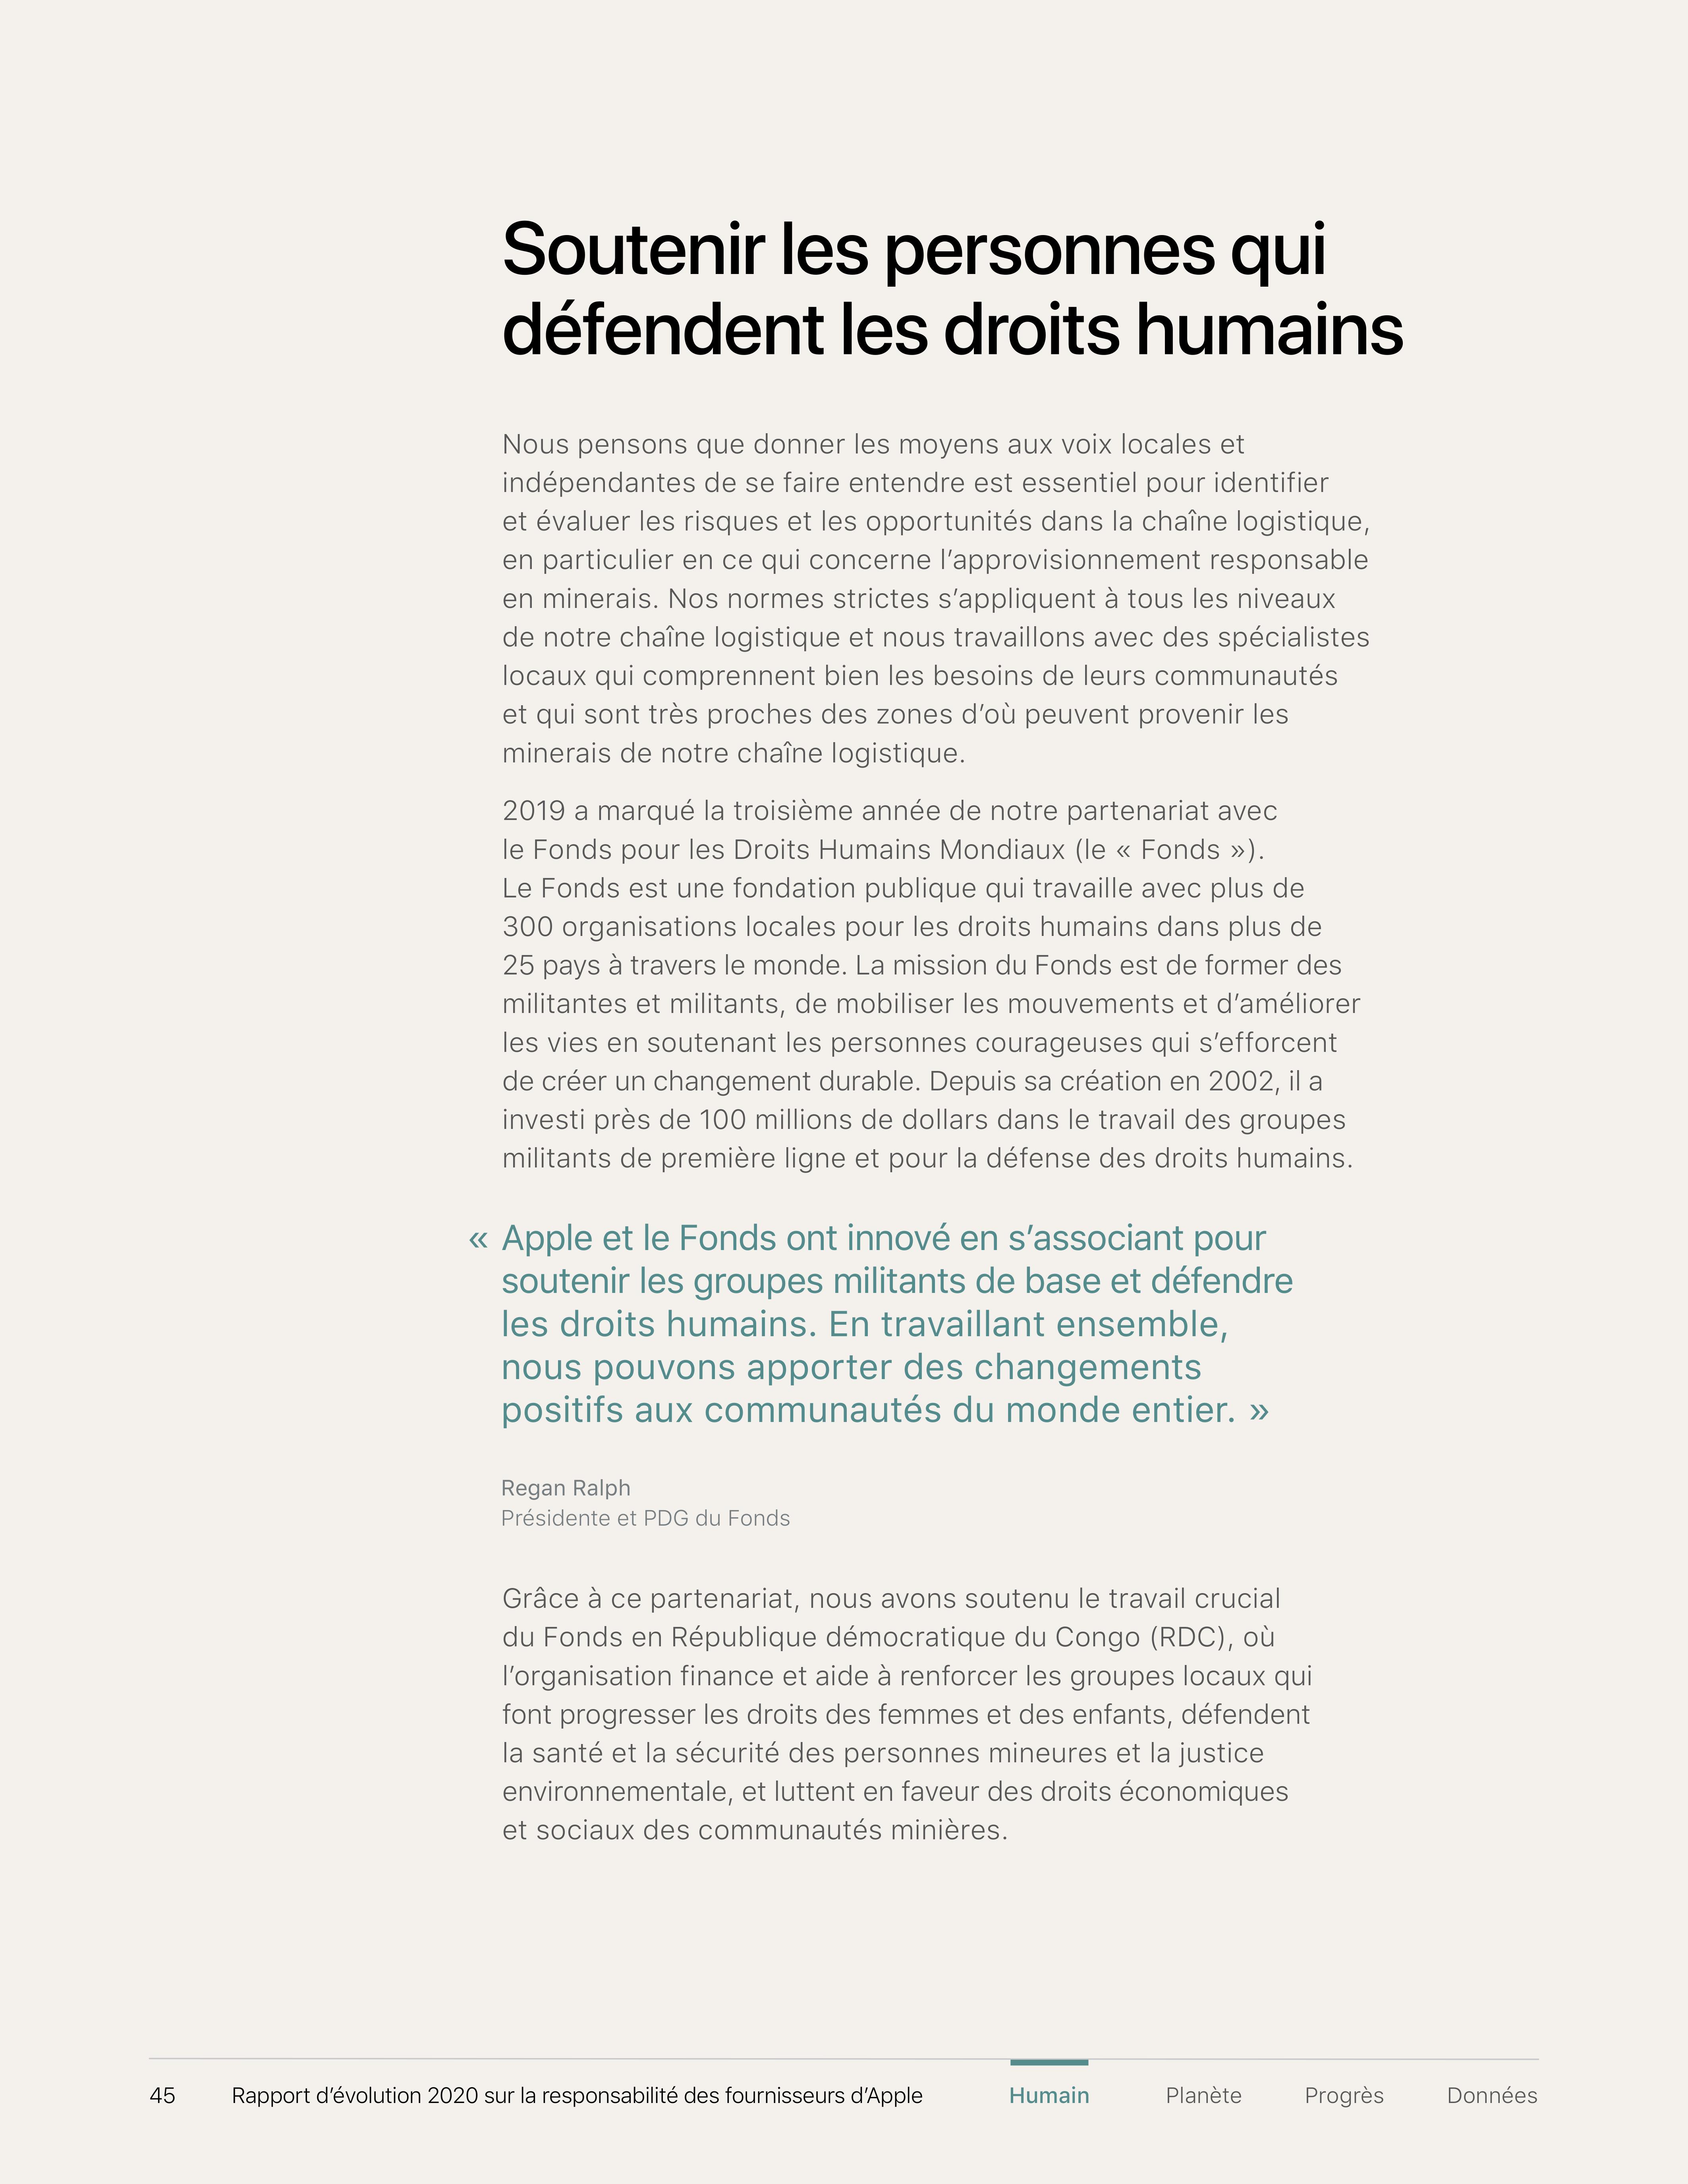 Soutenir les personnes qui
défendent les droits humains
Nous pensons que donner les moyens aux voix locales et
indépendantes de se faire entendre est essentiel pour identifier
et évaluer les risques et les opportunités dans la chaîne logistique,
en particulier en ce qui concerne l’approvisionnement responsable
en minerais. Nos normes strictes s’appliquent à tous les niveaux
de notre chaîne logistique et nous travaillons avec des spécialistes
locaux qui comprennent bien les besoins de leurs communautés
et qui sont très proches des zones d’où peuvent provenir les
minerais de notre chaîne logistique.
2019 a marqué la troisième année de notre partenariat avec
le Fonds pour les Droits Humains Mondiaux (le « Fonds »).
Le Fonds est une fondation publique qui travaille avec plus de
300 organisations locales pour les droits humains dans plus de
25 pays à travers le monde. La mission du Fonds est de former des
militantes et militants, de mobiliser les mouvements et d’améliorer
les vies en soutenant les personnes courageuses qui s’efforcent
de créer un changement durable. Depuis sa création en 2002, il a
investi près de 100 millions de dollars dans le travail des groupes
militants de première ligne et pour la défense des droits humains.
« Apple et le Fonds ont innové en s’associant pour
soutenir les groupes militants de base et défendre
les droits humains. En travaillant ensemble,
nous pouvons apporter des changements
positifs aux communautés du monde entier. »
Regan Ralph
Présidente et PDG du Fonds
Grâce à ce partenariat, nous avons soutenu le travail crucial
du Fonds en République démocratique du Congo (RDC), où
l’organisation finance et aide à renforcer les groupes locaux qui
font progresser les droits des femmes et des enfants, défendent
la santé et la sécurité des personnes mineures et la justice
environnementale, et luttent en faveur des droits économiques
et sociaux des communautés minières.
45 Rapport d’évolution 2020 sur la responsabilité des fournisseurs d’Apple Humain Planète Progrès Données